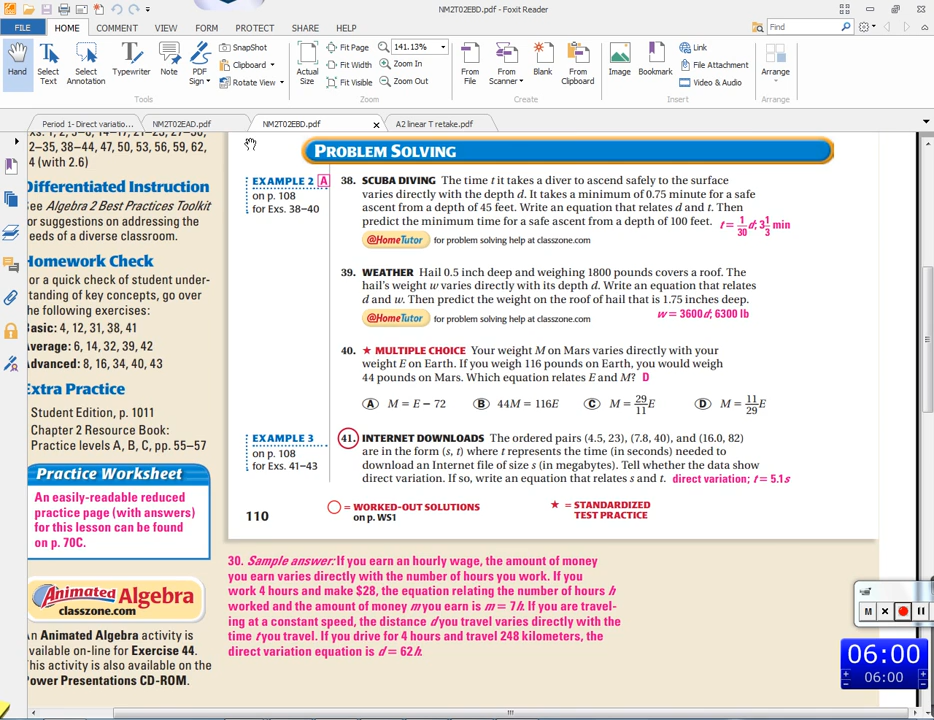 NM2T02EBD.pdf - Foxit Reader
FILE HOME COMMENT VIEW FORM PROTECT SHARE HELP
Find
Hand
Select Text
Select Annotation
Typewriter
Note
PDF Sign
SnapShot
Clipboard
Rotate View
Tools
Actual Size
Fit Page
Fit Width
Fit Visible
141.13%
Zoom In
Zoom Out
Zoom
From File
From Scanner
Blank
From Clipboard
Create
Image
Bookmark
Link
File Attachment
Video & Audio
Insert
Arrange
Arrange
Period 1- Direct variatio... NM2T02EAD.pdf NM2T02EBD.pdf A2 linear T retake.pdf
2–35, 38–44, 47, 50, 53, 56, 59, 62,
4 (with 2.6)
Differentiated Instruction
ee Algebra 2 Best Practices Toolkit
or suggestions on addressing the
eeds of a diverse classroom.
Homework Check
or a quick check of student under-
tanding of key concepts, go over
he following exercises:
Basic: 4, 12, 31, 38, 41
Average: 6, 14, 32, 39, 42
Advanced: 8, 16, 34, 40, 43
Extra Practice
Student Edition, p. 1011
Chapter 2 Resource Book:
Practice levels A, B, C, pp. 55–57
Practice Worksheet
An easily-readable reduced
practice page (with answers)
for this lesson can be found
on p. 70C.
Animated Algebra
classzone.com
An Animated Algebra activity is
available on-line for Exercise 44.
This activity is also available on the
Power Presentations CD-ROM.
PROBLEM SOLVING
EXAMPLE 2 A
on p. 108
for Exs. 38–40
38. SCUBA DIVING The time t it takes a diver to ascend safely to the surface
varies directly with the depth d. It takes a minimum of 0.75 minute for a safe
ascent from a depth of 45 feet. Write an equation that relates d and t. Then
predict the minimum time for a safe ascent from a depth of 100 feet. t = 1/30 d; 3 1/3 min
@HomeTutor for problem solving help at classzone.com
39. WEATHER Hail 0.5 inch deep and weighing 1800 pounds covers a roof. The
hail's weight w varies directly with its depth d. Write an equation that relates
d and w. Then predict the weight on the roof of hail that is 1.75 inches deep.
w = 3600d; 6300 lb
@HomeTutor for problem solving help at classzone.com
40. ★ MULTIPLE CHOICE Your weight M on Mars varies directly with your
weight E on Earth. If you weigh 116 pounds on Earth, you would weigh
44 pounds on Mars. Which equation relates E and M? D
A M = E − 72 B 44M = 116E C M = 29/11 E D M = 11/29 E
EXAMPLE 3
on p. 108
for Exs. 41–43
41. INTERNET DOWNLOADS The ordered pairs (4.5, 23), (7.8, 40), and (16.0, 82)
are in the form (s, t) where t represents the time (in seconds) needed to
download an Internet file of size s (in megabytes). Tell whether the data show
direct variation. If so, write an equation that relates s and t. direct variation; t = 5.1s
110
= WORKED-OUT SOLUTIONS
on p. WS1
★ = STANDARDIZED
TEST PRACTICE
30. Sample answer: If you earn an hourly wage, the amount of money
you earn varies directly with the number of hours you work. If you
work 4 hours and make $28, the equation relating the number of hours h
worked and the amount of money m you earn is m = 7h. If you are travel-
ing at a constant speed, the distance d you travel varies directly with the
time t you travel. If you drive for 4 hours and travel 248 kilometers, the
direct variation equation is d = 62h.
M
06:00
06:00